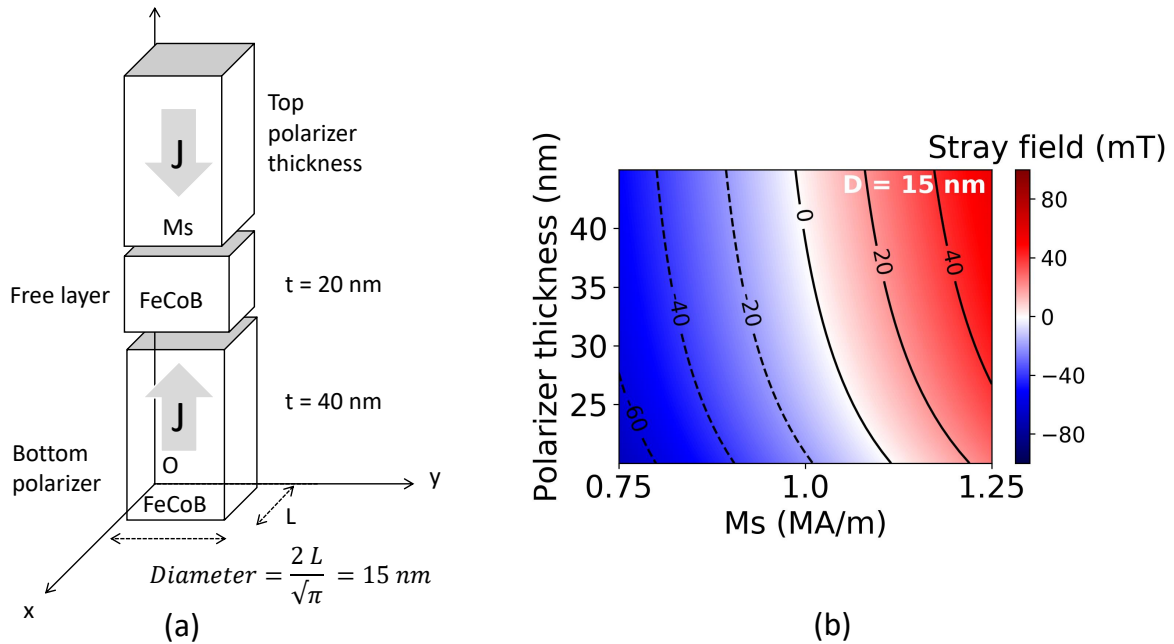 Top
polarizer
thickness
J
Ms
Free layer
FeCoB
t = 20 nm
J
t = 40 nm
Bottom
polarizer
O
FeCoB
y
L
x
Diameter = 2 L / √π = 15 nm
(a)
Stray field (mT)
D = 15 nm
Polarizer thickness (nm)
40
35
30
25
0.75
1.0
1.25
Ms (MA/m)
-60
-40
-20
0
20
40
80
40
0
−40
−80
(b)